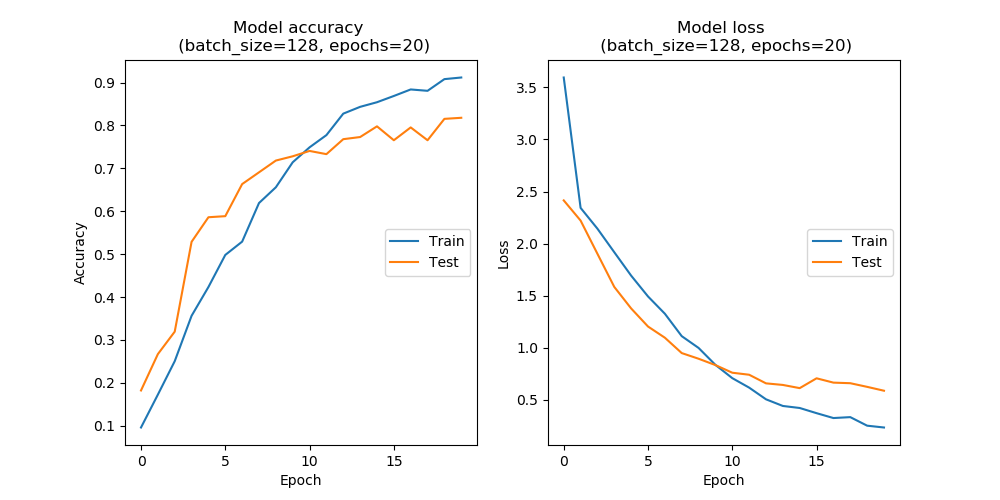 Model accuracy
(batch_size=128, epochs=20)
Accuracy
0.9
0.8
0.7
0.6
0.5
0.4
0.3
0.2
0.1
Train
Test
0 5 10 15
Epoch
Model loss
(batch_size=128, epochs=20)
Loss
3.5
3.0
2.5
2.0
1.5
1.0
0.5
Train
Test
0 5 10 15
Epoch